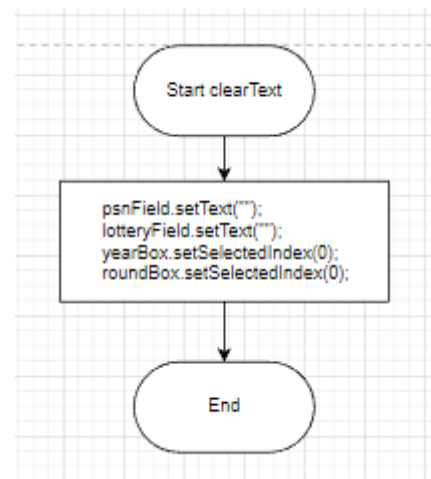 Start clearText
psnField.setText("");
lotteryField.setText("");
yearBox.setSelectedIndex(0);
roundBox.setSelectedIndex(0);
End